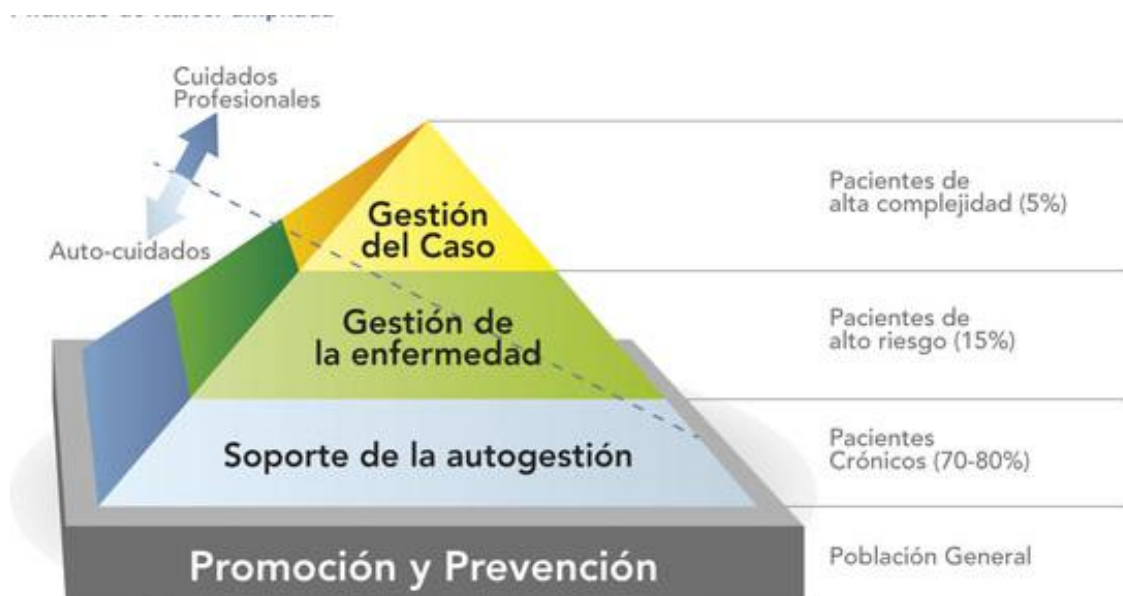 Cuidados
Profesionales
Auto-cuidados
Gestión
del Caso
Pacientes de
alta complejidad (5%)
Gestión de
la enfermedad
Pacientes de
alto riesgo (15%)
Soporte de la autogestión
Pacientes
Crónicos (70-80%)
Promoción y Prevención
Población General